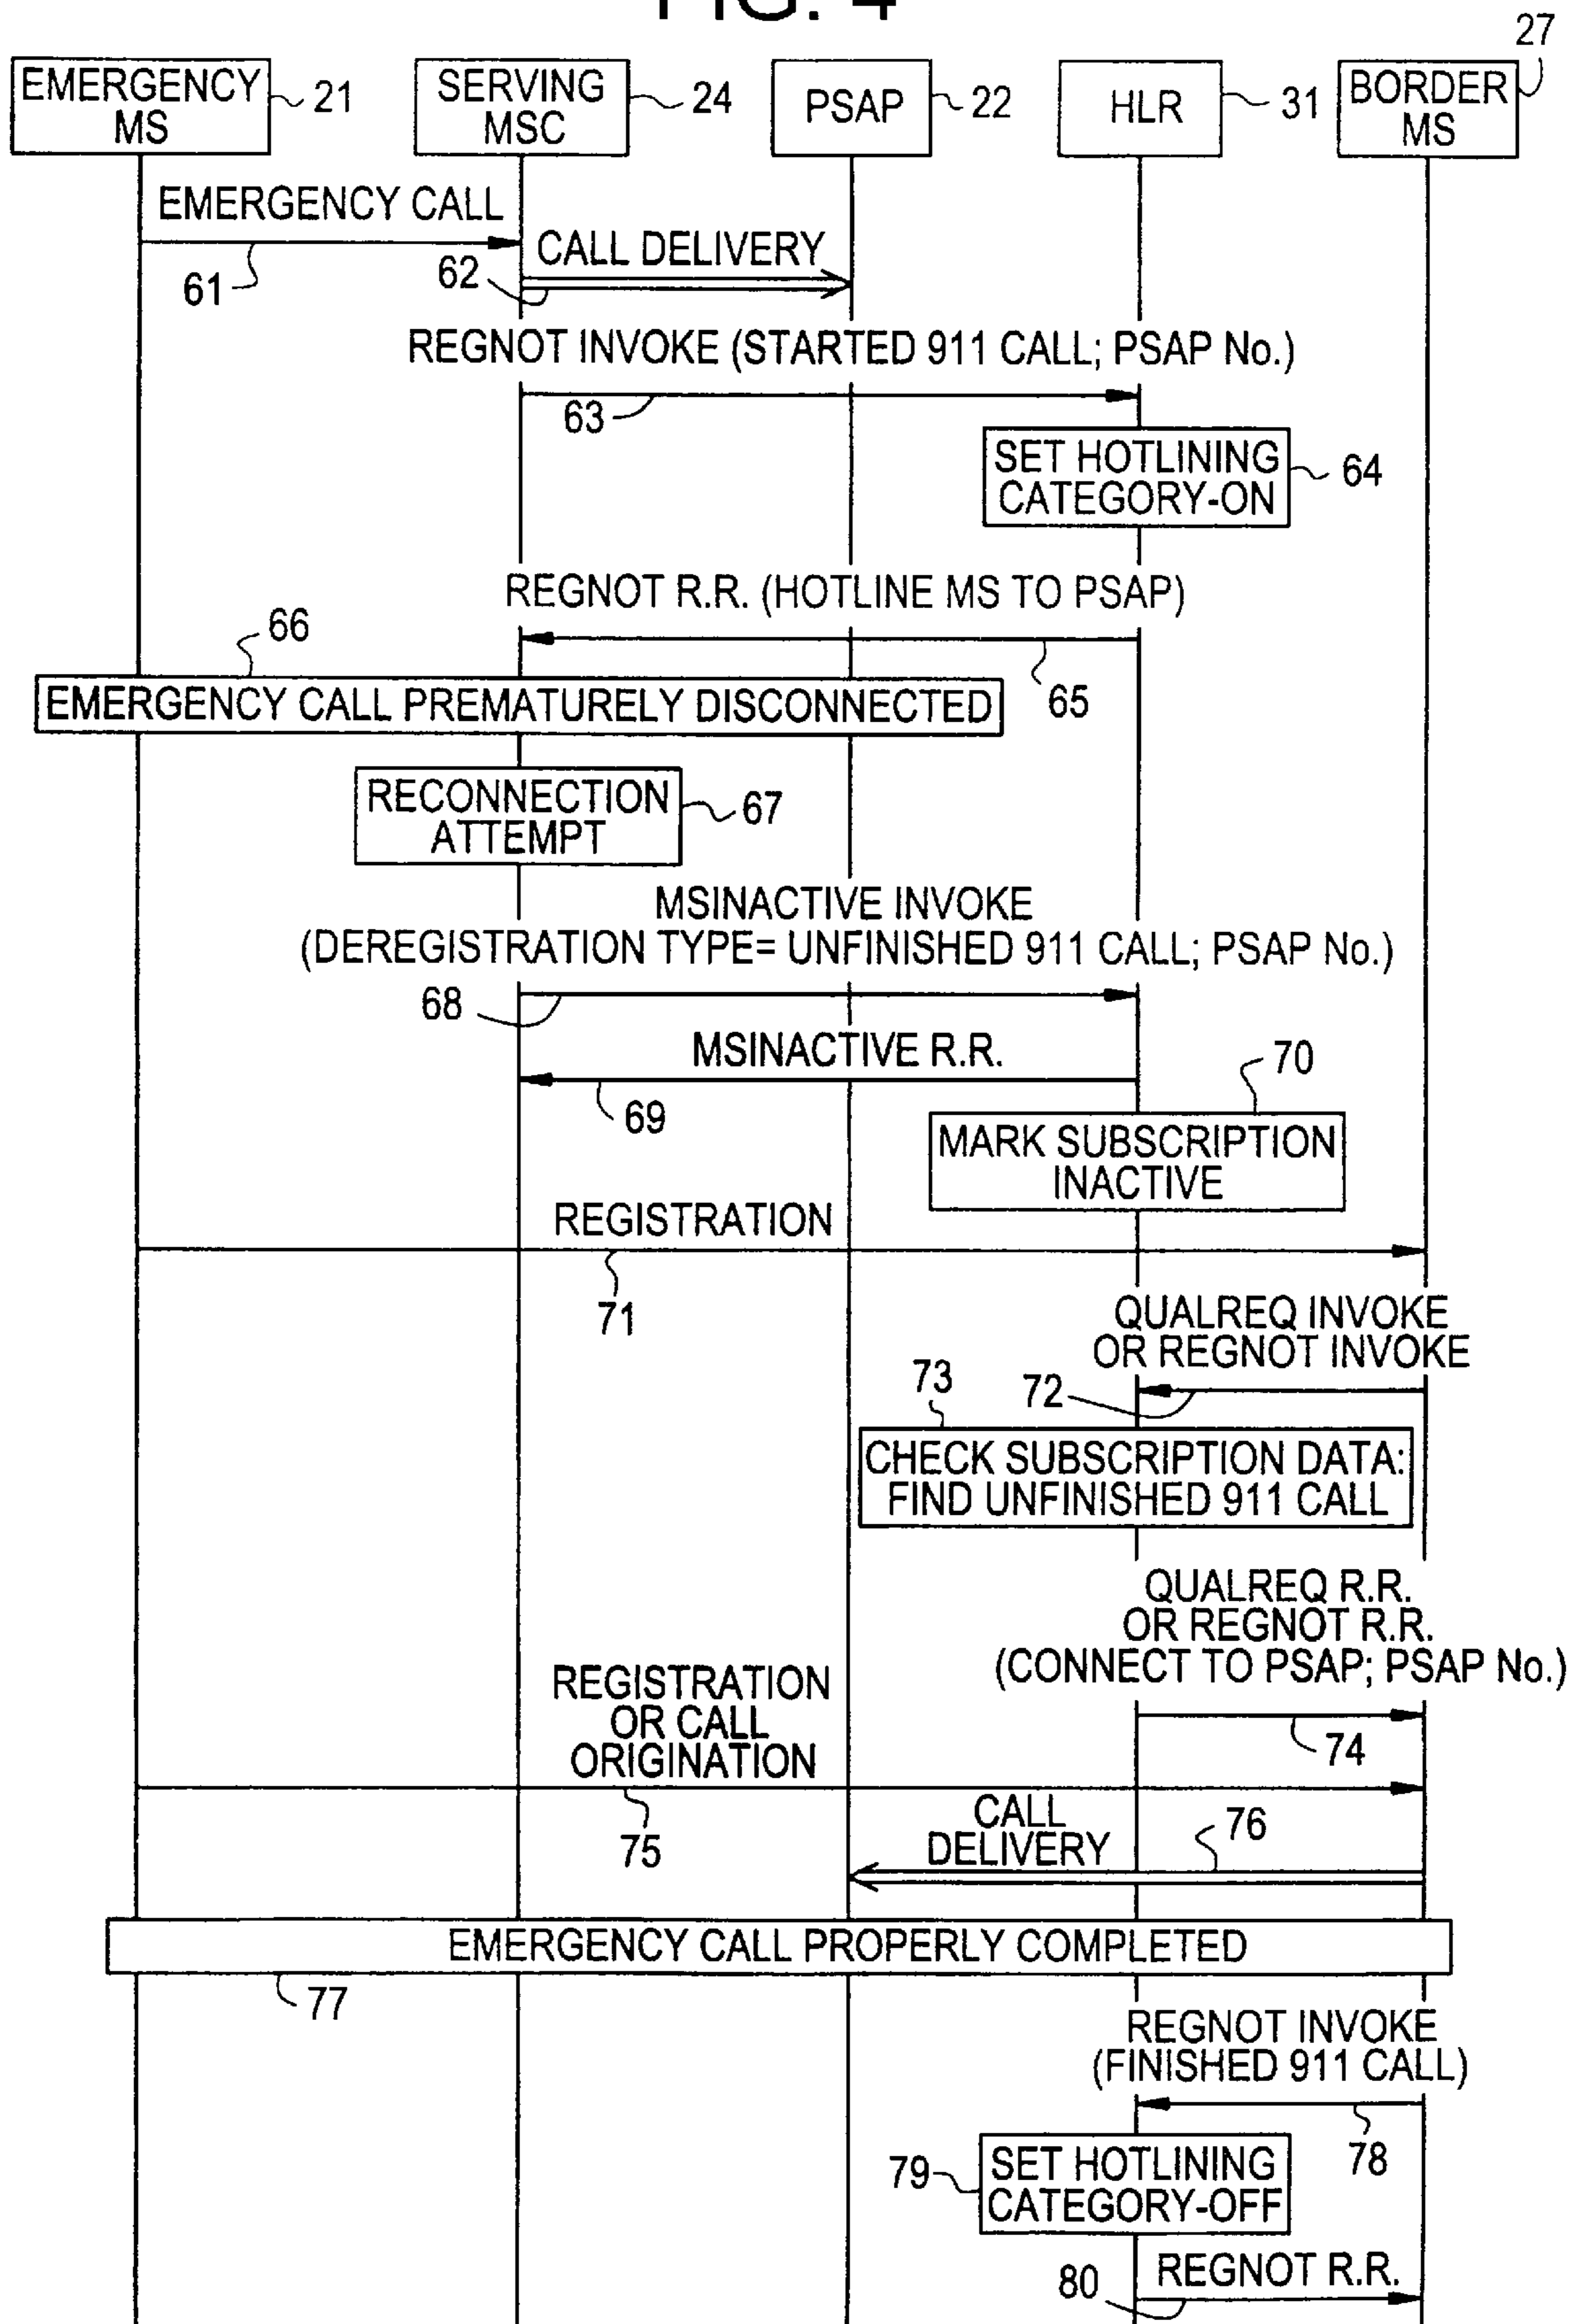 FIG. 4
27
EMERGENCY
MS
21
SERVING
MSC
24
PSAP
22
HLR
31
BORDER
MS
EMERGENCY CALL
61
CALL DELIVERY
62
REGNOT INVOKE (STARTED 911 CALL; PSAP No.)
63
SET HOTLINING
CATEGORY-ON
64
REGNOT R.R. (HOTLINE MS TO PSAP)
65
66
EMERGENCY CALL PREMATURELY DISCONNECTED
RECONNECTION
ATTEMPT
67
MSINACTIVE INVOKE
(DEREGISTRATION TYPE= UNFINISHED 911 CALL; PSAP No.)
68
MSINACTIVE R.R.
69
70
MARK SUBSCRIPTION
INACTIVE
REGISTRATION
71
QUALREQ INVOKE
OR REGNOT INVOKE
72
73
CHECK SUBSCRIPTION DATA:
FIND UNFINISHED 911 CALL
QUALREQ R.R.
OR REGNOT R.R.
(CONNECT TO PSAP; PSAP No.)
74
REGISTRATION
OR CALL
ORIGINATION
75
CALL
DELIVERY
76
EMERGENCY CALL PROPERLY COMPLETED
77
REGNOT INVOKE
(FINISHED 911 CALL)
78
79
SET HOTLINING
CATEGORY-OFF
REGNOT R.R.
80